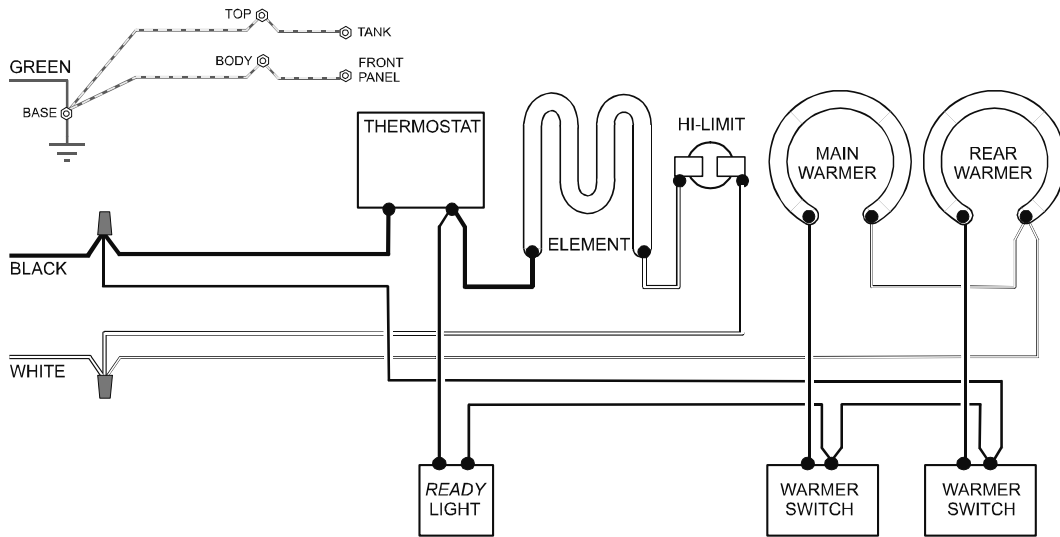 TOP
TANK
BODY
FRONT
PANEL
GREEN
BASE
THERMOSTAT
HI-LIMIT
MAIN
WARMER
REAR
WARMER
ELEMENT
BLACK
WHITE
READY
LIGHT
WARMER
SWITCH
WARMER
SWITCH